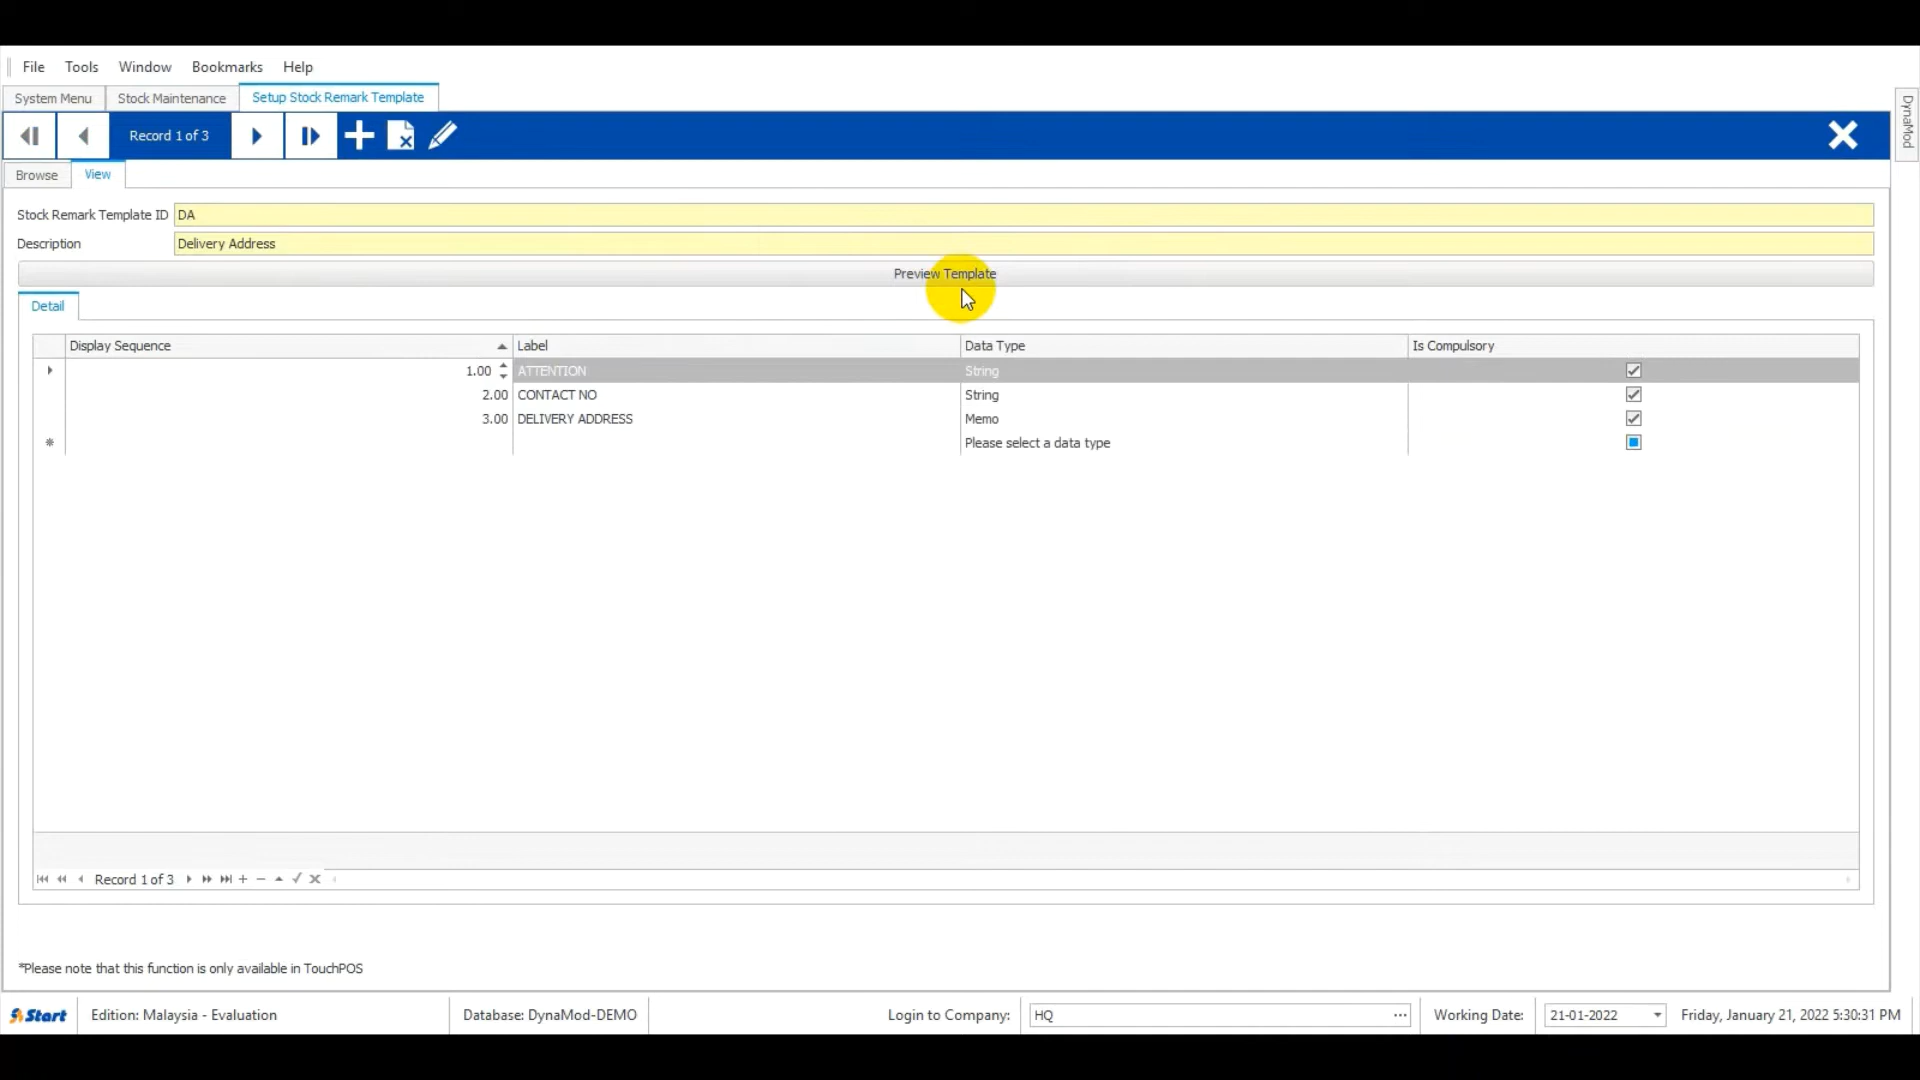 File Tools Window Bookmarks Help
System Menu Stock Maintenance Setup Stock Remark Template
DynaMod
Record 1 of 3
Browse View
Stock Remark Template ID DA
Description Delivery Address
Preview Template
Detail
Display Sequence Label Data Type Is Compulsory
1.00 ATTENTION String
2.00 CONTACT NO String
3.00 DELIVERY ADDRESS Memo
Please select a data type
Record 1 of 3
*Please note that this function is only available in TouchPOS
Start Edition: Malaysia - Evaluation Database: DynaMod-DEMO Login to Company: HQ Working Date: 21-01-2022 Friday, January 21, 2022 5:30:31 PM